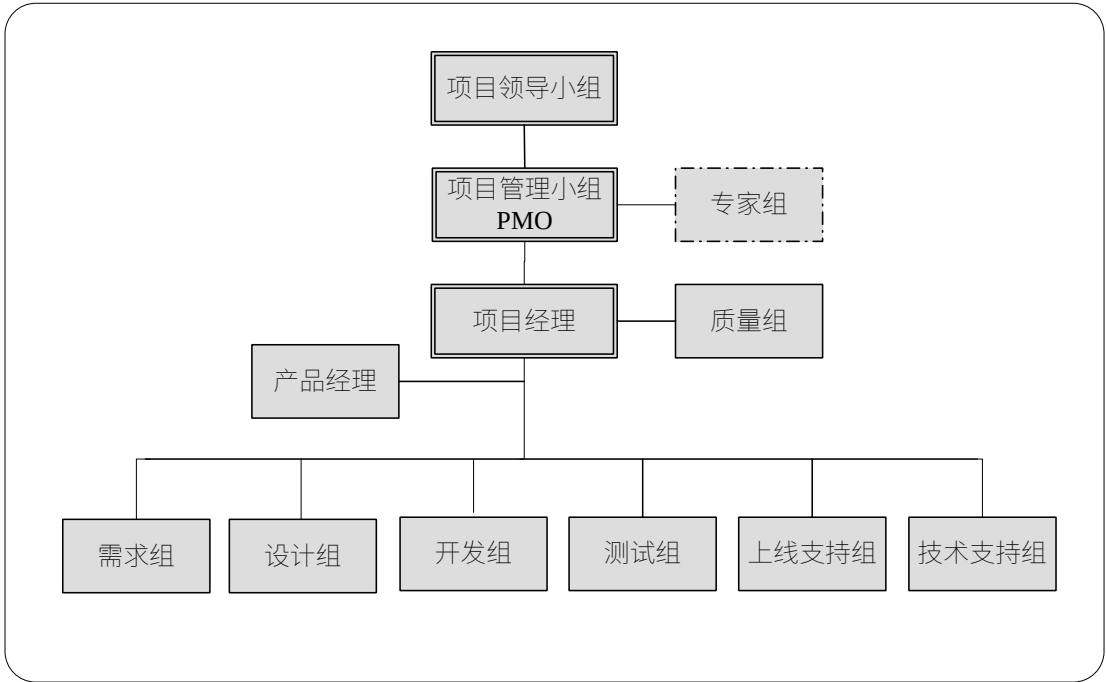 项目领导小组
项目管理小组
PMO
专家组
项目经理
质量组
产品经理
需求组
设计组
开发组
测试组
上线支持组
技术支持组